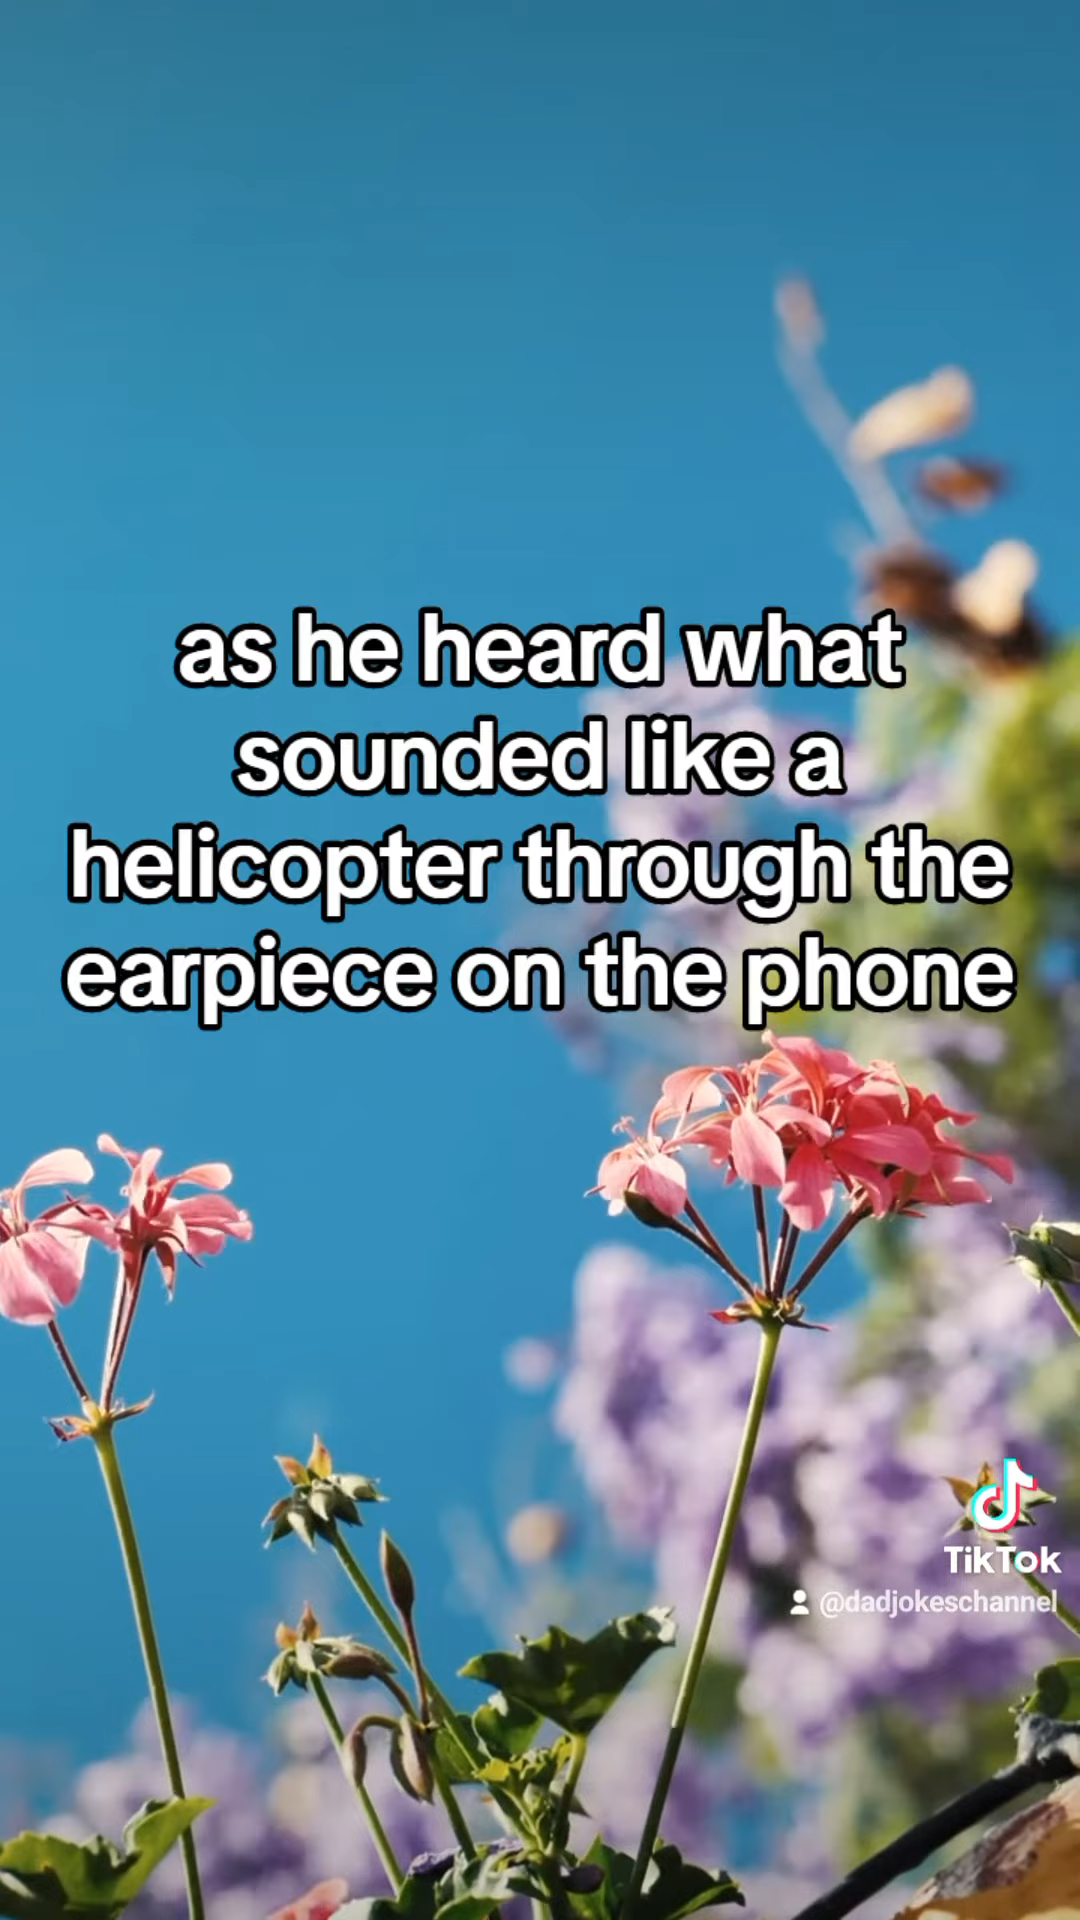 as he heard what
sounded like a
helicopter through the
earpiece on the phone
TikTok
@dadjokeschannel